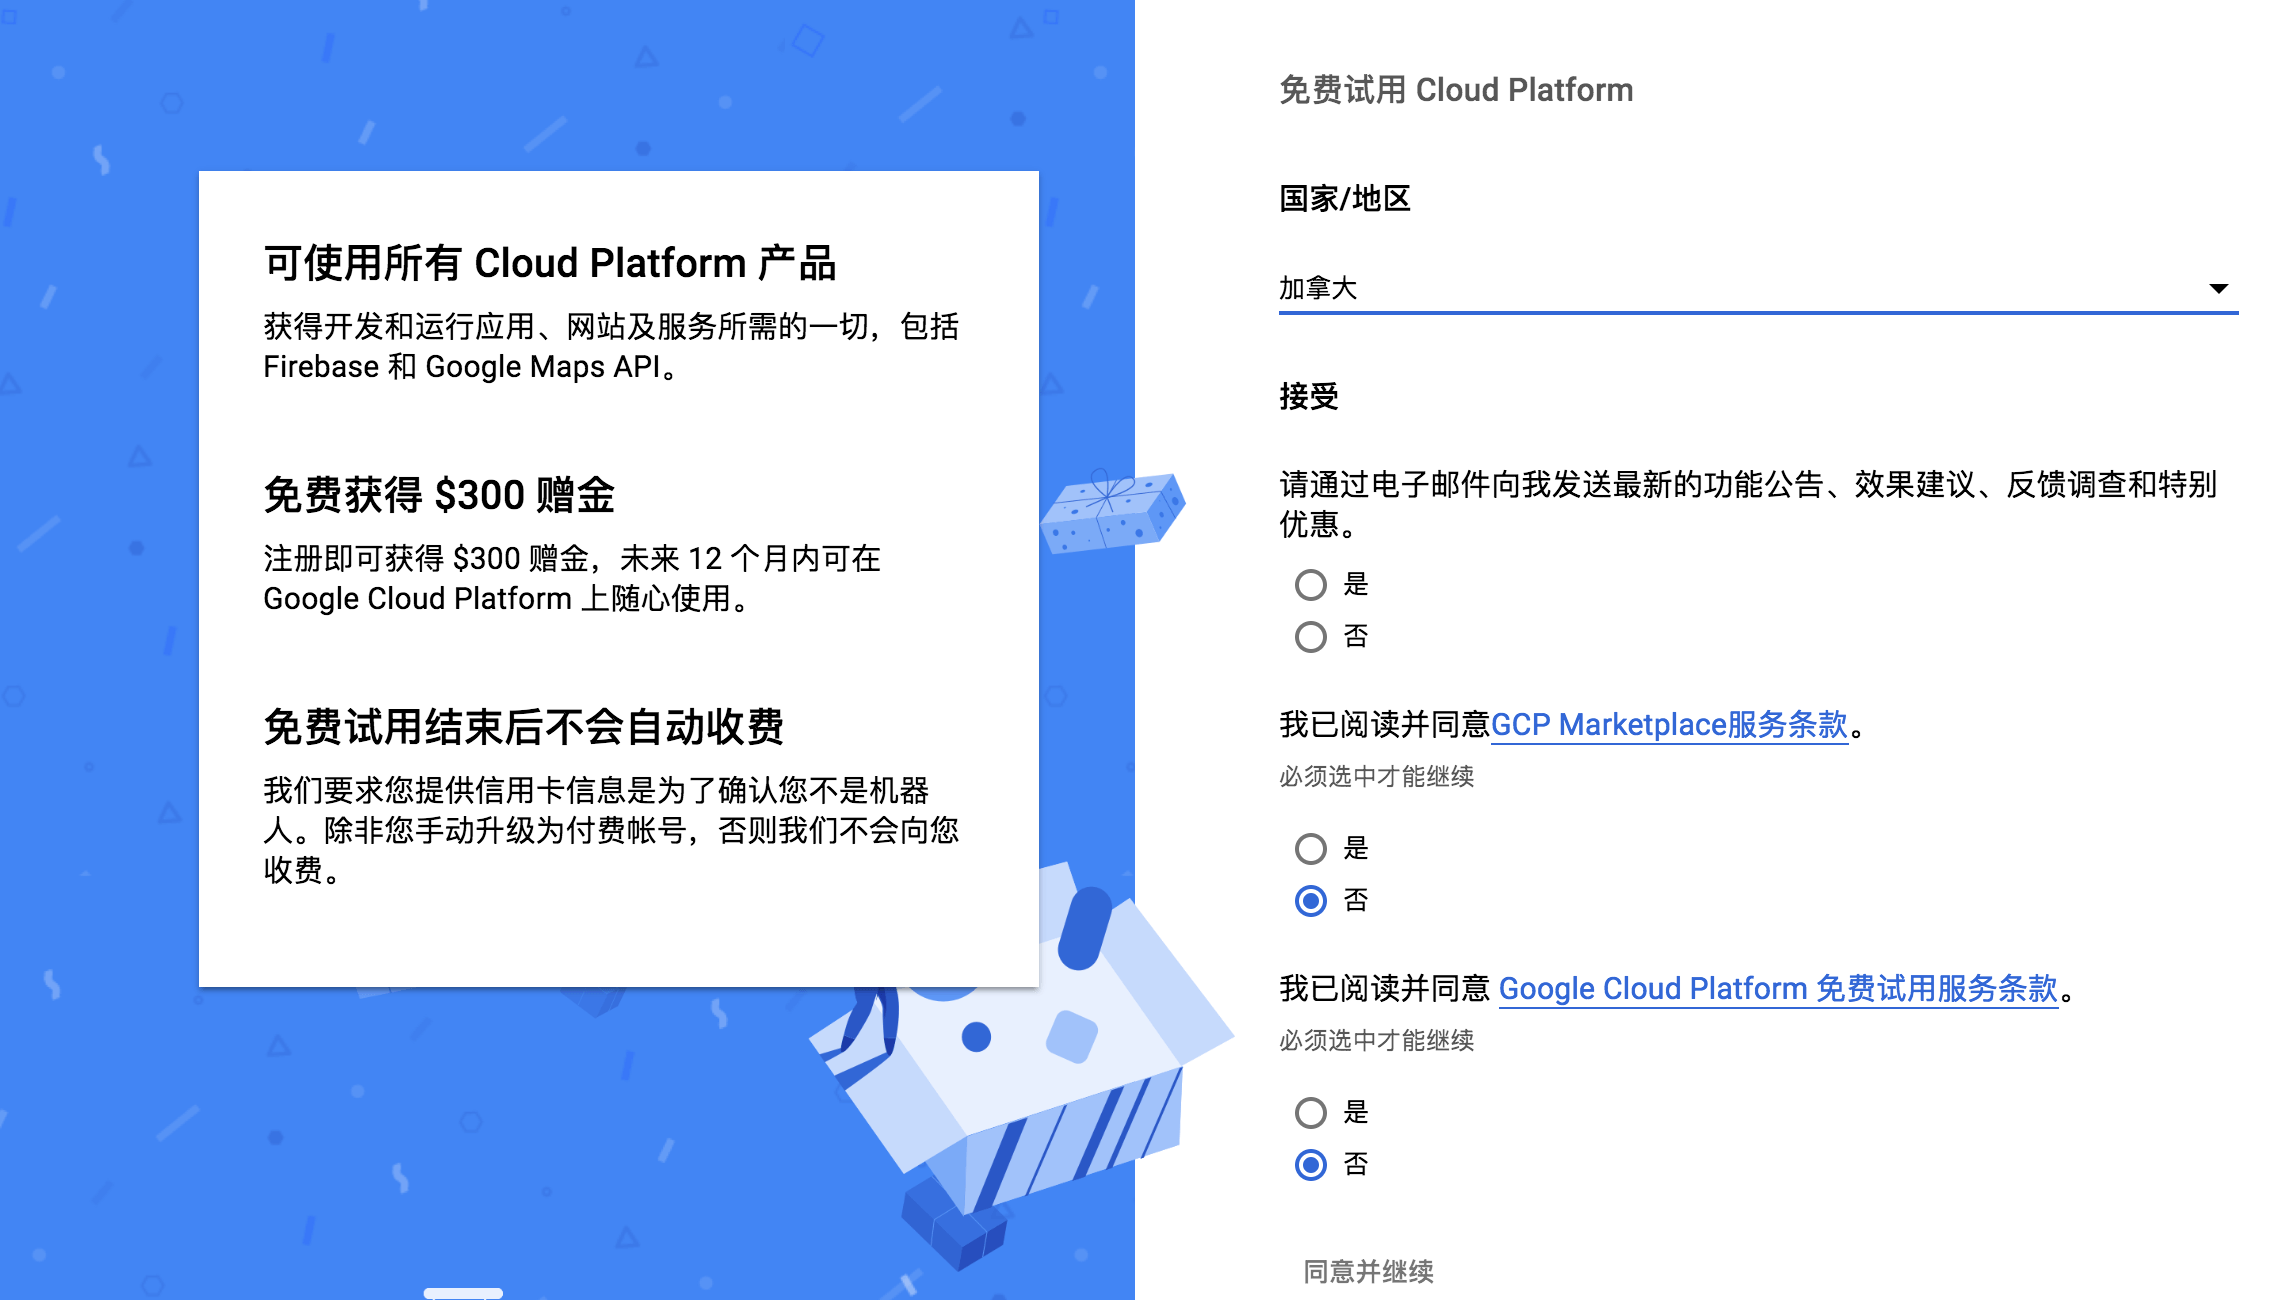 可使用所有 Cloud Platform 产品
获得开发和运行应用、网站及服务所需的一切，包括
Firebase 和 Google Maps API。
免费获得 $300 赠金
注册即可获得 $300 赠金，未来 12 个月内可在
Google Cloud Platform 上随心使用。
免费试用结束后不会自动收费
我们要求您提供信用卡信息是为了确认您不是机器
人。除非您手动升级为付费帐号，否则我们不会向您
收费。
免费试用 Cloud Platform
国家/地区
加拿大
接受
请通过电子邮件向我发送最新的功能公告、效果建议、反馈调查和特别
优惠。
是
否
我已阅读并同意GCP Marketplace服务条款。
必须选中才能继续
是
否
我已阅读并同意 Google Cloud Platform 免费试用服务条款。
必须选中才能继续
是
否
同意并继续